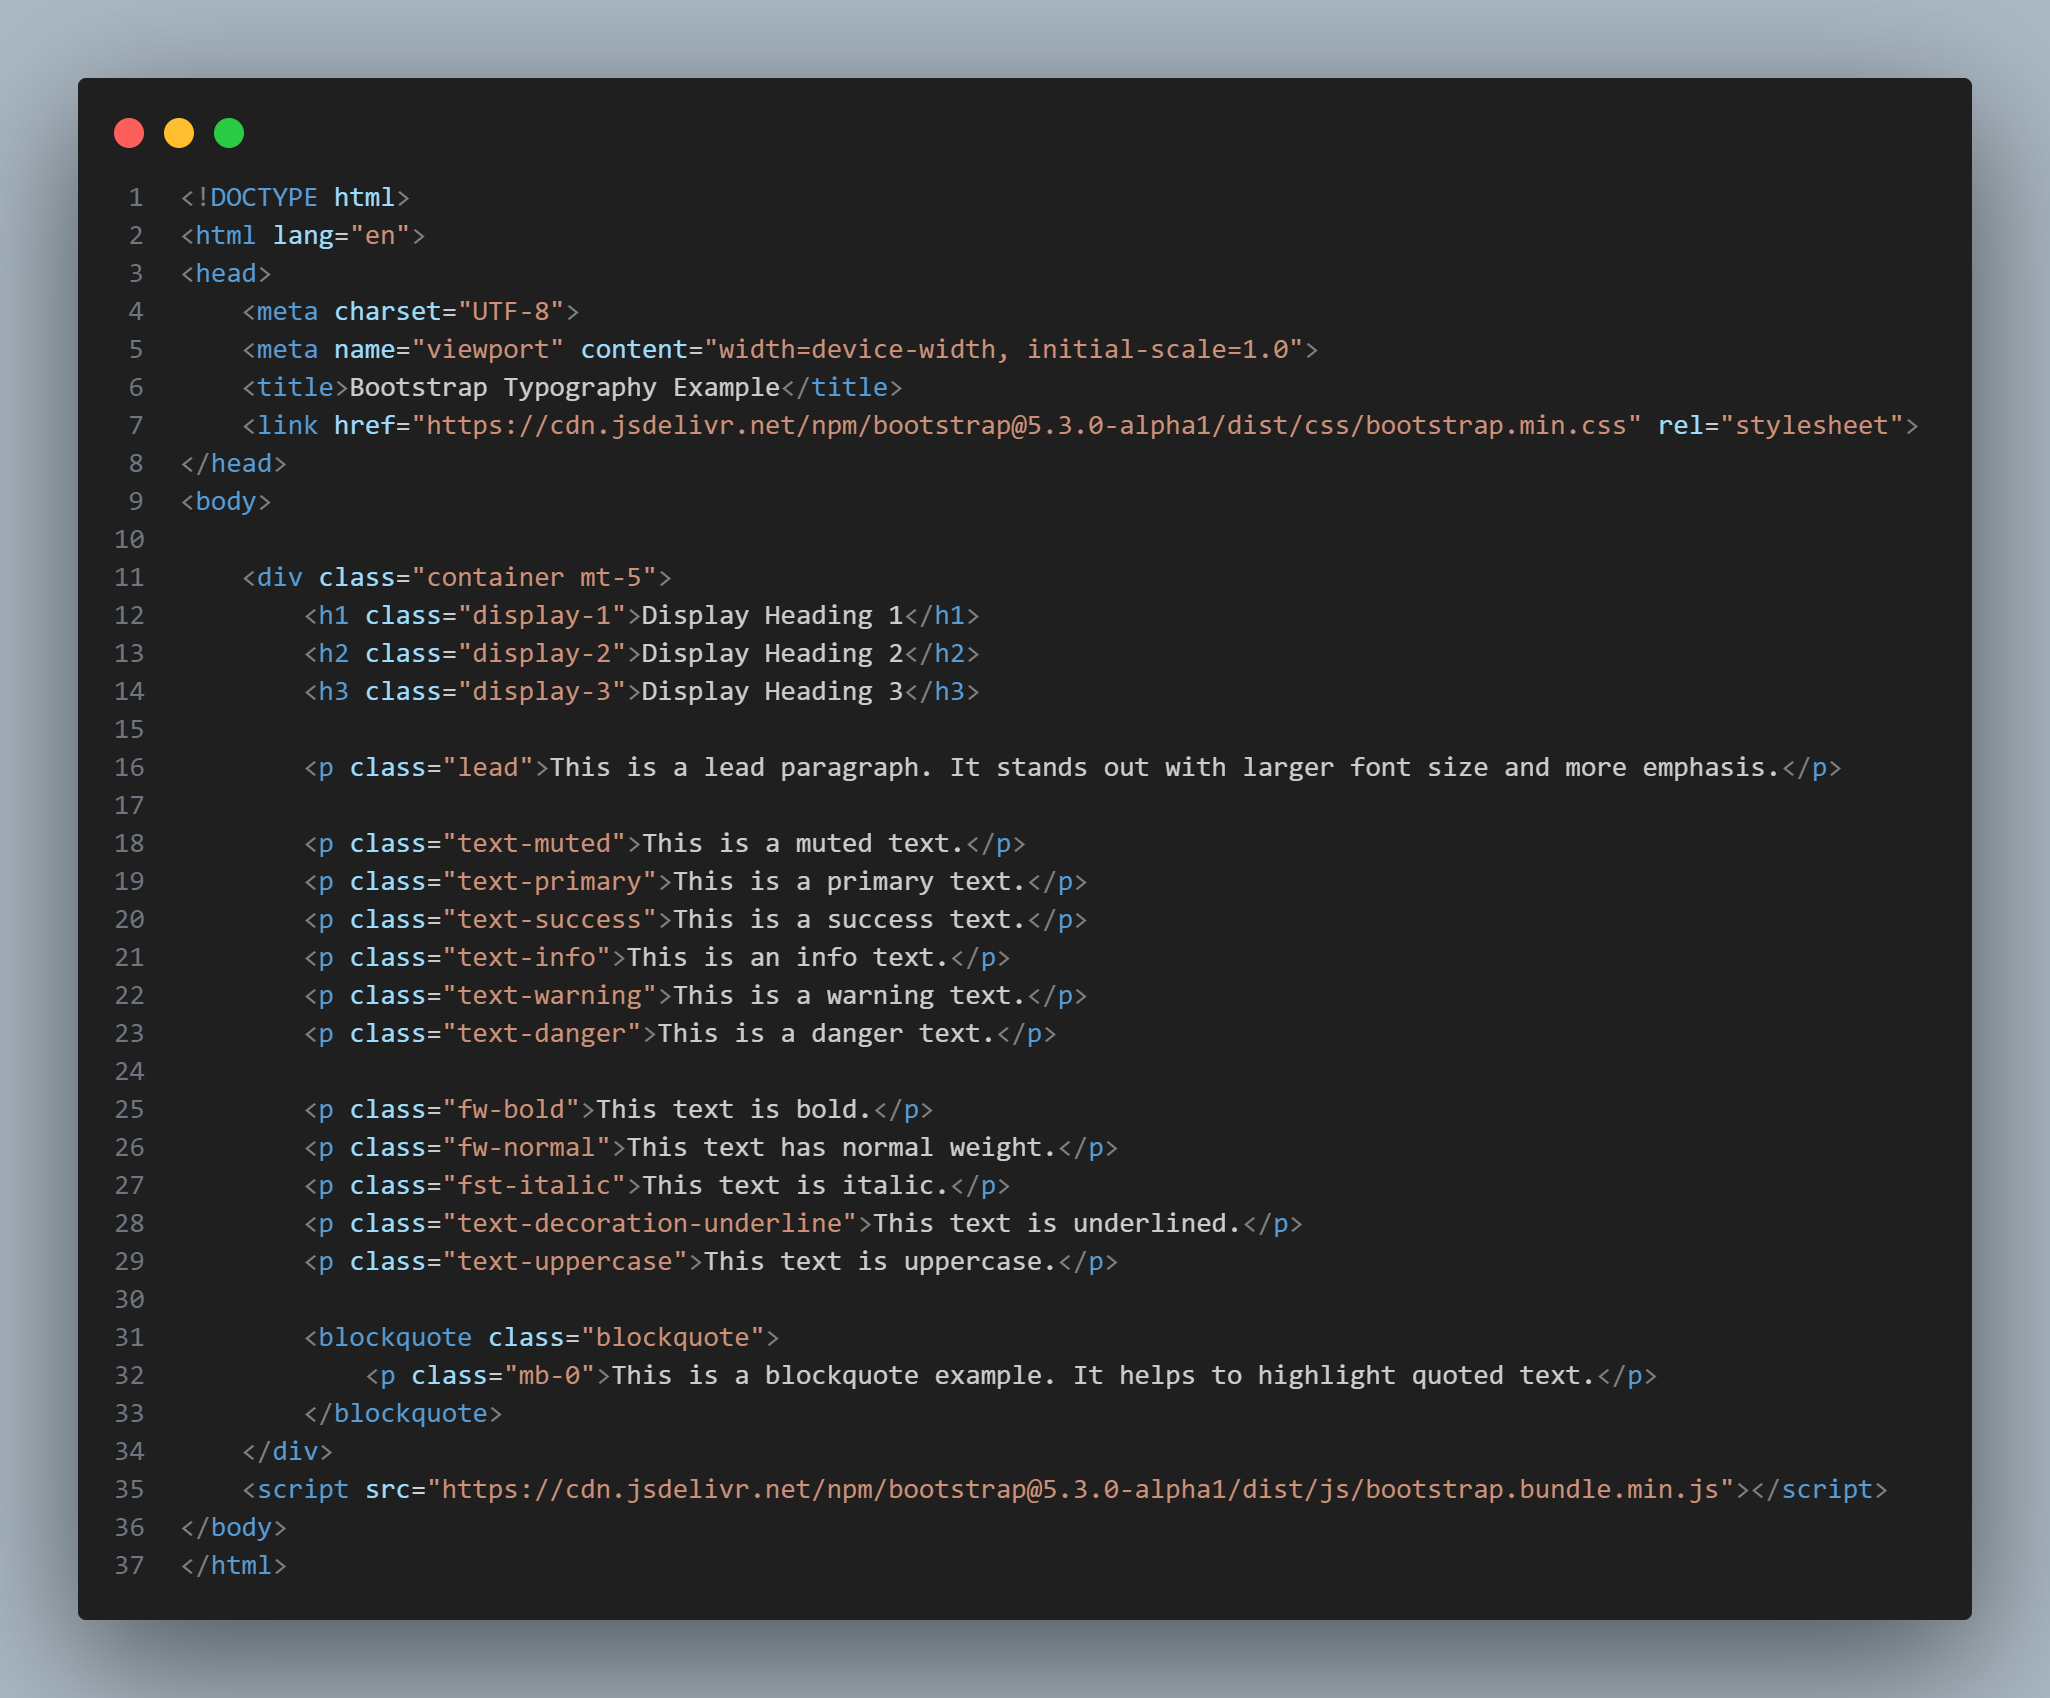 1 <!DOCTYPE html>
2 <html lang="en">
3 <head>
4     <meta charset="UTF-8">
5     <meta name="viewport" content="width=device-width, initial-scale=1.0">
6     <title>Bootstrap Typography Example</title>
7     <link href="https://cdn.jsdelivr.net/npm/bootstrap@5.3.0-alpha1/dist/css/bootstrap.min.css" rel="stylesheet">
8 </head>
9 <body>
10
11     <div class="container mt-5">
12         <h1 class="display-1">Display Heading 1</h1>
13         <h2 class="display-2">Display Heading 2</h2>
14         <h3 class="display-3">Display Heading 3</h3>
15
16         <p class="lead">This is a lead paragraph. It stands out with larger font size and more emphasis.</p>
17
18         <p class="text-muted">This is a muted text.</p>
19         <p class="text-primary">This is a primary text.</p>
20         <p class="text-success">This is a success text.</p>
21         <p class="text-info">This is an info text.</p>
22         <p class="text-warning">This is a warning text.</p>
23         <p class="text-danger">This is a danger text.</p>
24
25         <p class="fw-bold">This text is bold.</p>
26         <p class="fw-normal">This text has normal weight.</p>
27         <p class="fst-italic">This text is italic.</p>
28         <p class="text-decoration-underline">This text is underlined.</p>
29         <p class="text-uppercase">This text is uppercase.</p>
30
31         <blockquote class="blockquote">
32             <p class="mb-0">This is a blockquote example. It helps to highlight quoted text.</p>
33         </blockquote>
34     </div>
35     <script src="https://cdn.jsdelivr.net/npm/bootstrap@5.3.0-alpha1/dist/js/bootstrap.bundle.min.js"></script>
36 </body>
37 </html>